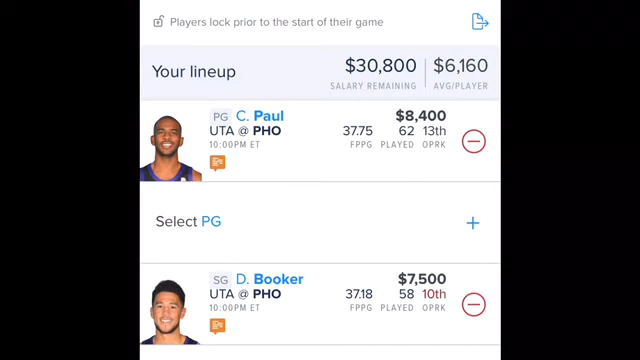 Players lock prior to the start of their game
Your lineup
$30,800
SALARY REMAINING
$6,160
AVG/PLAYER
PG C. Paul
$8,400
UTA @ PHO
37.75 62 13th
10:00PM ET
FPPG PLAYED OPRK
Select PG
+
SG D. Booker
$7,500
UTA @ PHO
37.18 58 10th
10:00PM ET
FPPG PLAYED OPRK